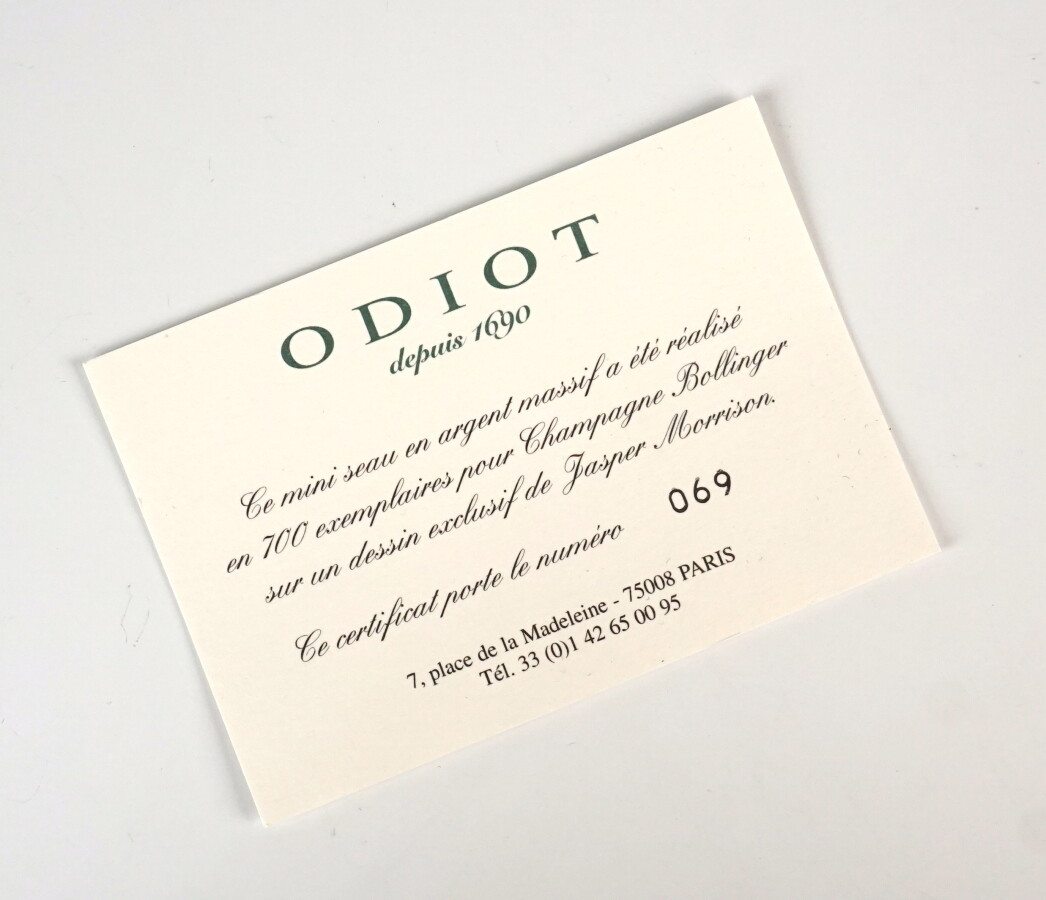 ODIOT
depuis 1690
Ce mini seau en argent massif a été réalisé
en 700 exemplaires pour Champagne Bollinger
sur un dessin exclusif de Jasper Morrison.
Ce certificat porte le numéro 069
7, place de la Madeleine - 75008 PARIS
Tél. 33 (0)1 42 65 00 95